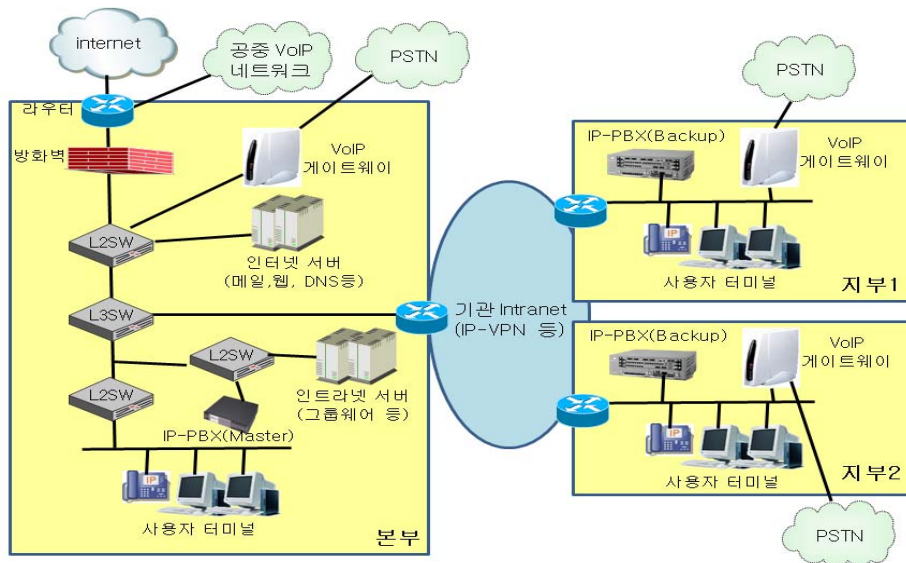 internet
공중 VoIP
네트워크
PSTN
라우터
방화벽
VoIP
게이트웨이
L2SW
인터넷 서버
(메일,웹, DNS등)
L3SW
L2SW
인트라넷 서버
(그룹웨어 등)
L2SW
IP-PBX(Master)
IP
사용자 터미널
본부
기관 Intranet
(IP-VPN 등)
PSTN
IP-PBX(Backup)
VoIP
게이트웨이
IP
사용자 터미널
지부1
IP-PBX(Backup)
VoIP
게이트웨이
IP
사용자 터미널
지부2
PSTN